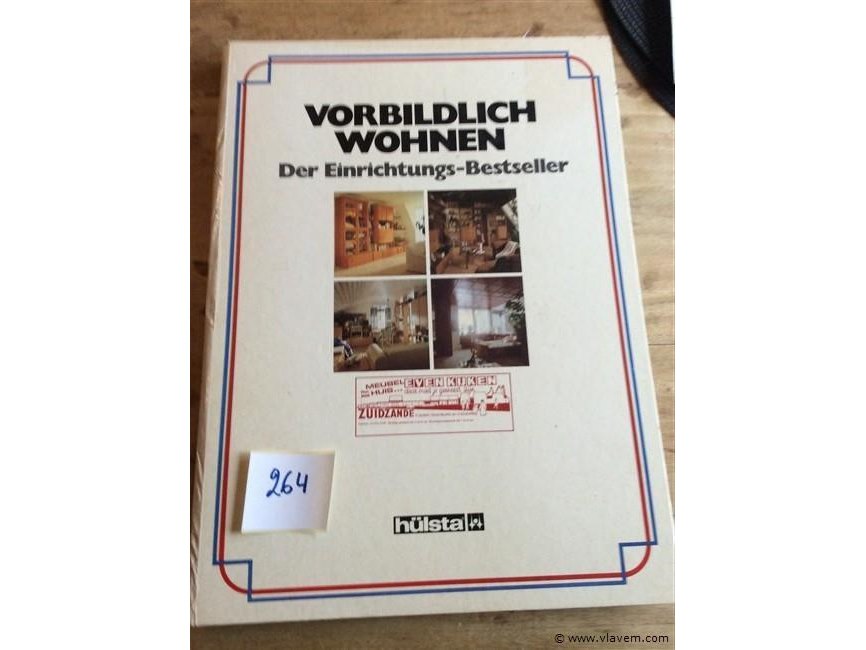 VORBILDLICH
WOHNEN
Der Einrichtungs-Bestseller
MEUBEL
HUIS...
EVEN KIJKEN
ZUIDZANDE
264
hülsta
© www.vlavem.com